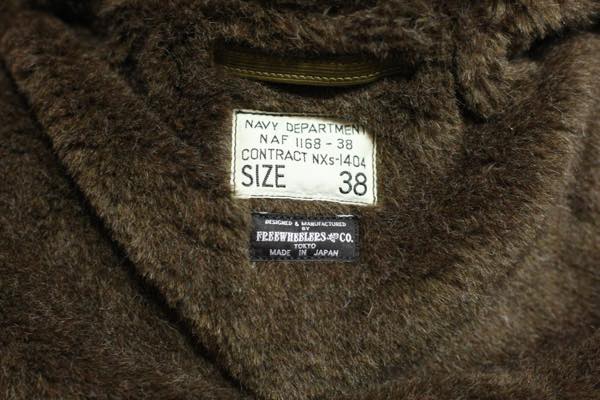 NAVY DEPARTMENT
NAF 1168-38
CONTRACT NXs-1404
SIZE 38
DESIGNED & MANUFACTURED
BY
FREEWHEELERS AND CO.
TOKYO
MADE IN JAPAN